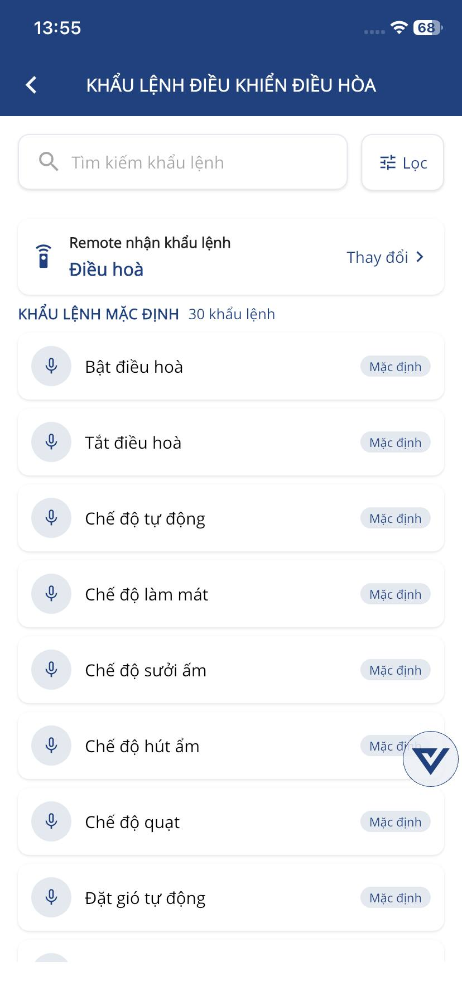 13:55
68
KHẨU LỆNH ĐIỀU KHIỂN ĐIỀU HÒA
Tìm kiếm khẩu lệnh
Lọc
Remote nhận khẩu lệnh
Điều hoà
Thay đổi
KHẨU LỆNH MẶC ĐỊNH 30 khẩu lệnh
Bật điều hoà Mặc định
Tắt điều hoà Mặc định
Chế độ tự động Mặc định
Chế độ làm mát Mặc định
Chế độ sưởi ấm Mặc định
Chế độ hút ẩm Mặc định
Chế độ quạt Mặc định
Đặt gió tự động Mặc định